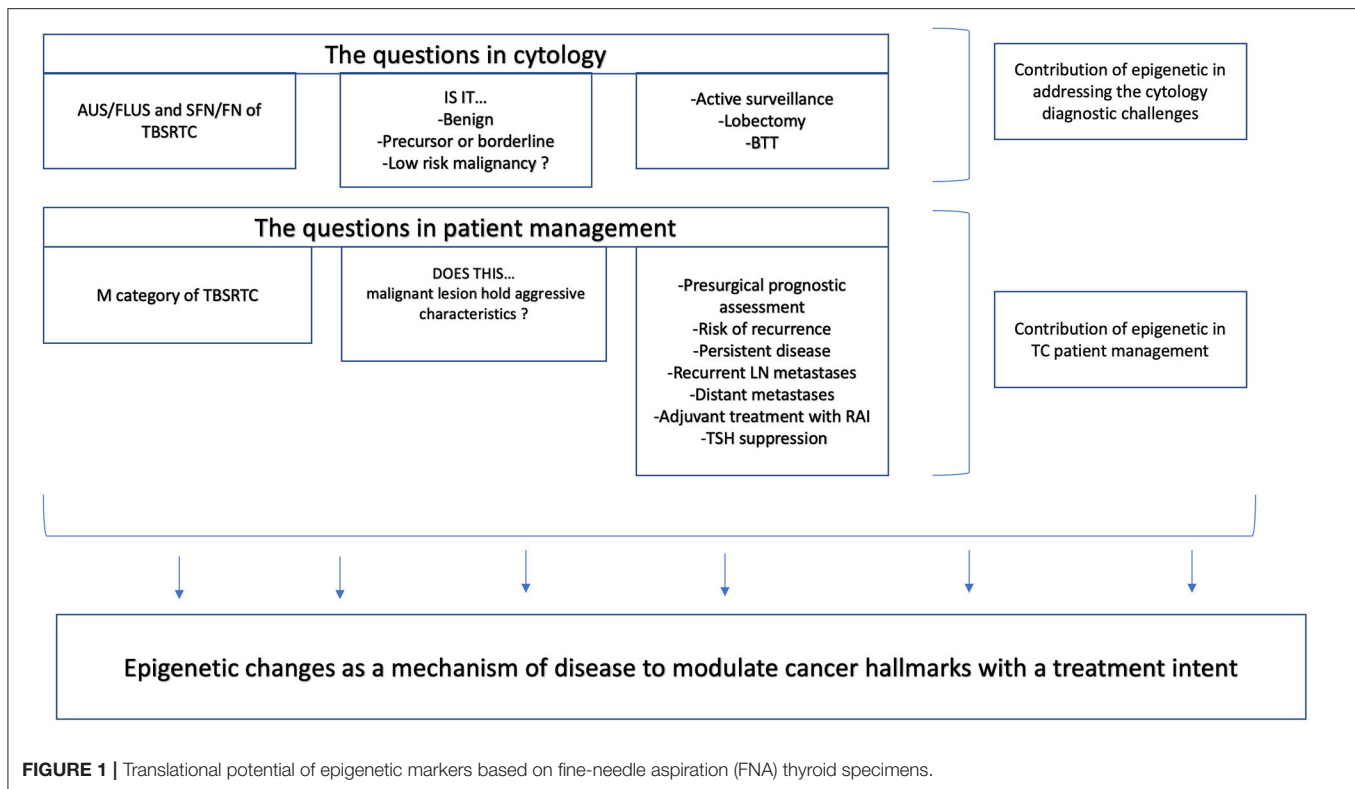 The questions in cytology
AUS/FLUS and SFN/FN of
TBSRTC
IS IT...
-Benign
-Precursor or borderline
-Low risk malignancy ?
-Active surveillance
-Lobectomy
-BTT
Contribution of epigenetic in
addressing the cytology
diagnostic challenges
The questions in patient management
M category of TBSRTC
DOES THIS...
malignant lesion hold aggressive
characteristics ?
-Presurgical prognostic
assessment
-Risk of recurrence
-Persistent disease
-Recurrent LN metastases
-Distant metastases
-Adjuvant treatment with RAI
-TSH suppression
Contribution of epigenetic in
TC patient management
Epigenetic changes as a mechanism of disease to modulate cancer hallmarks with a treatment intent
FIGURE 1 | Translational potential of epigenetic markers based on fine-needle aspiration (FNA) thyroid specimens.